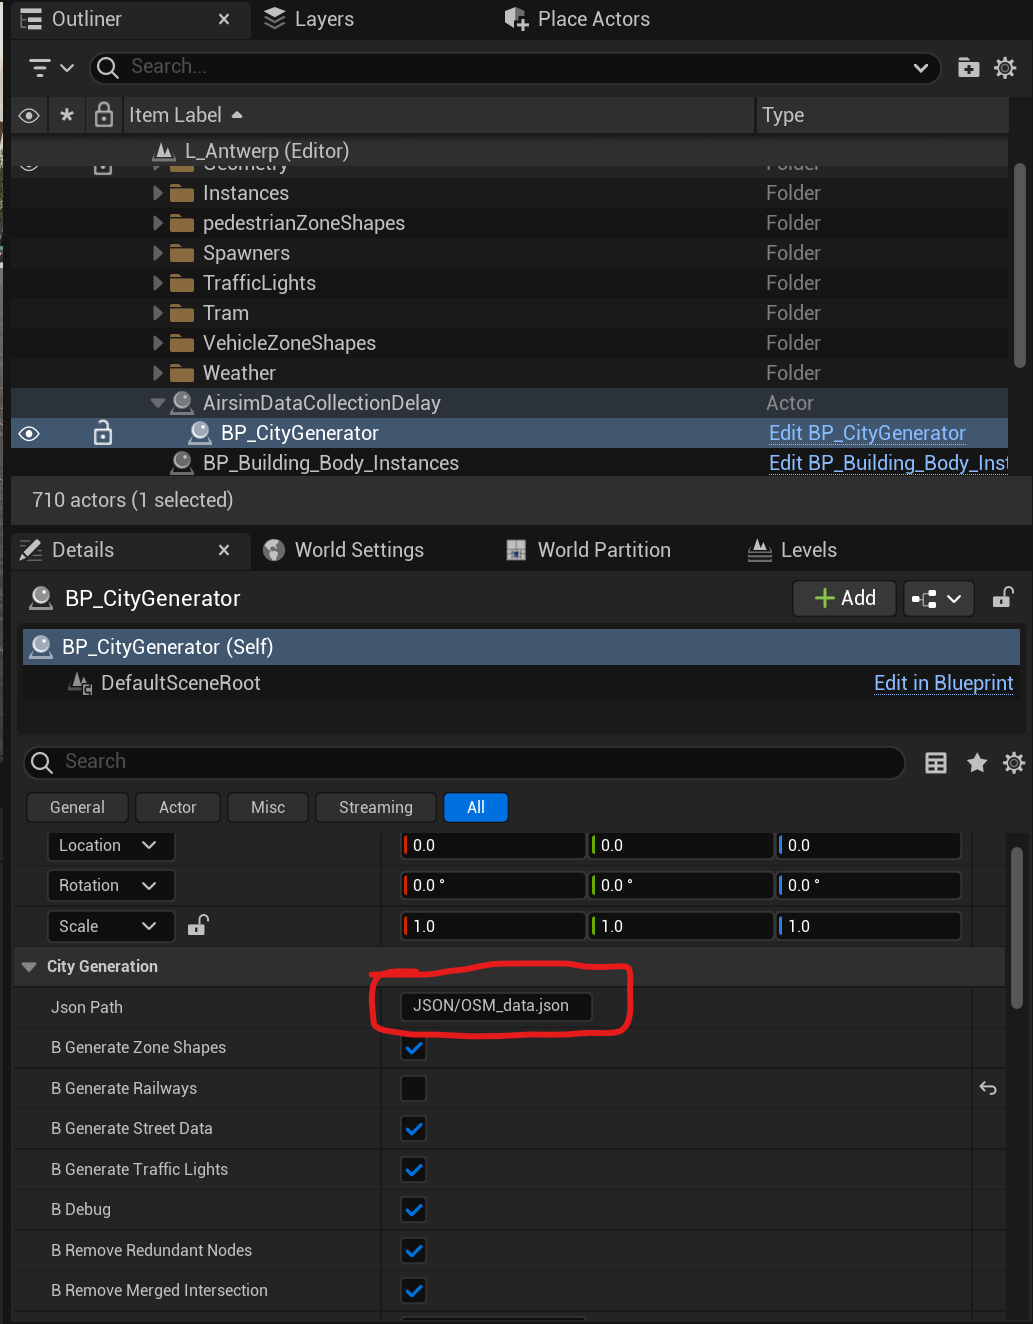 Outliner
Layers
Place Actors
Search...
Item Label
Type
L_Antwerp (Editor)
Geometry Folder
Instances Folder
pedestrianZoneShapes Folder
Spawners Folder
TrafficLights Folder
Tram Folder
VehicleZoneShapes Folder
Weather Folder
AirsimDataCollectionDelay Actor
BP_CityGenerator Edit BP_CityGenerator
BP_Building_Body_Instances Edit BP_Building_Body_Inst
710 actors (1 selected)
Details
World Settings
World Partition
Levels
BP_CityGenerator
Add
BP_CityGenerator (Self)
DefaultSceneRoot Edit in Blueprint
Search
General Actor Misc Streaming All
Location 0.0 0.0 0.0
Rotation 0.0 ° 0.0 ° 0.0 °
Scale 1.0 1.0 1.0
City Generation
Json Path JSON/OSM_data.json
B Generate Zone Shapes
B Generate Railways
B Generate Street Data
B Generate Traffic Lights
B Debug
B Remove Redundant Nodes
B Remove Merged Intersection